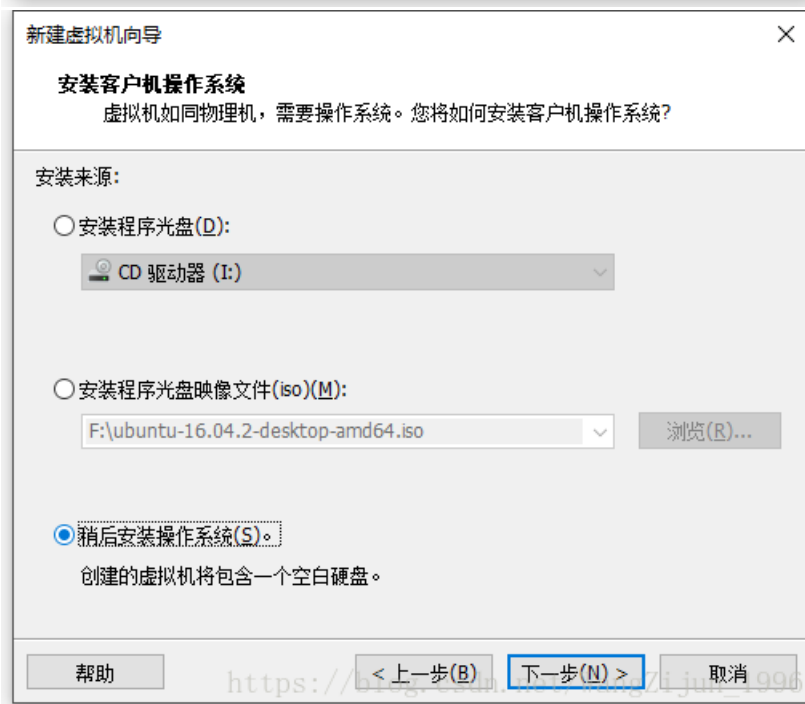 新建虚拟机向导
安装客户机操作系统
虚拟机如同物理机，需要操作系统。您将如何安装客户机操作系统?
安装来源:
安装程序光盘(D):
CD 驱动器 (I:)
安装程序光盘映像文件(iso)(M):
F:\ubuntu-16.04.2-desktop-amd64.iso
浏览(R)...
稍后安装操作系统(S)。
创建的虚拟机将包含一个空白硬盘。
帮助
< 上一步(B)
下一步(N) >
取消
https://blog.csdn.net/wangZijun_1996